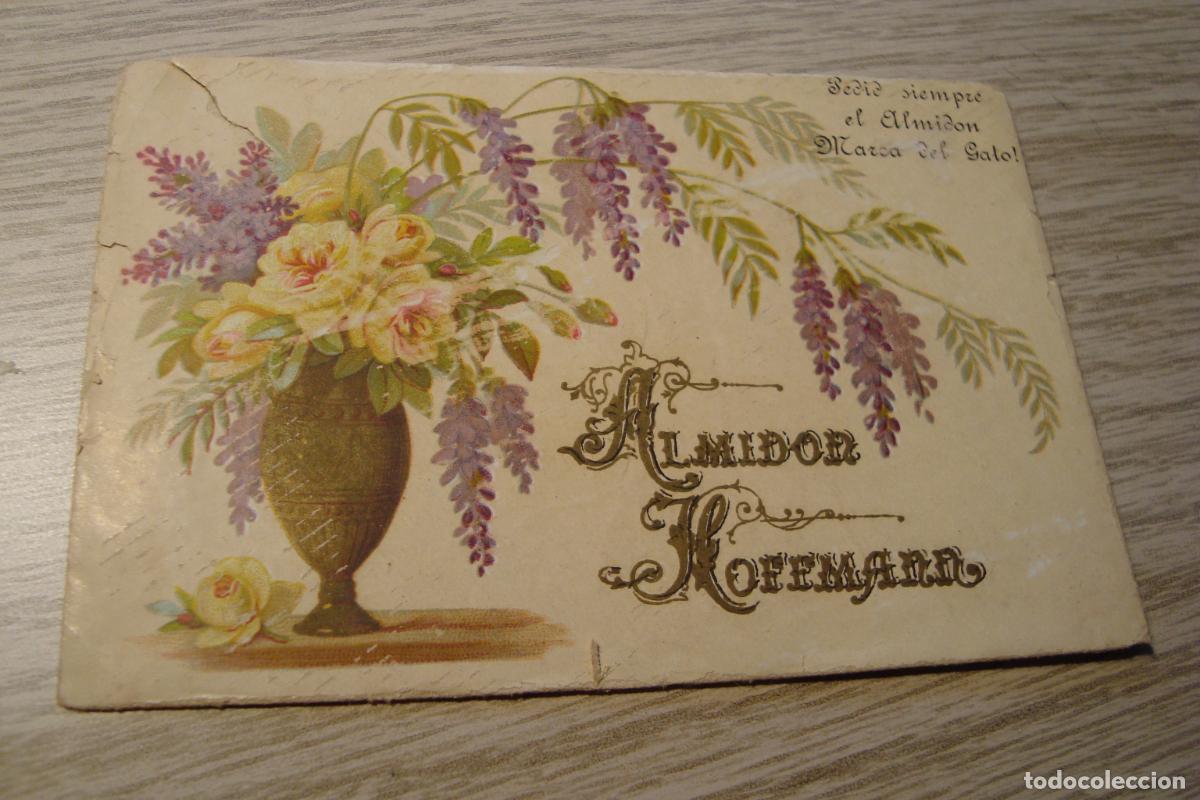 Pedid siempre
el Almidon
Marca del Gato!
ALMIDON
HOFFMANN
todocoleccion